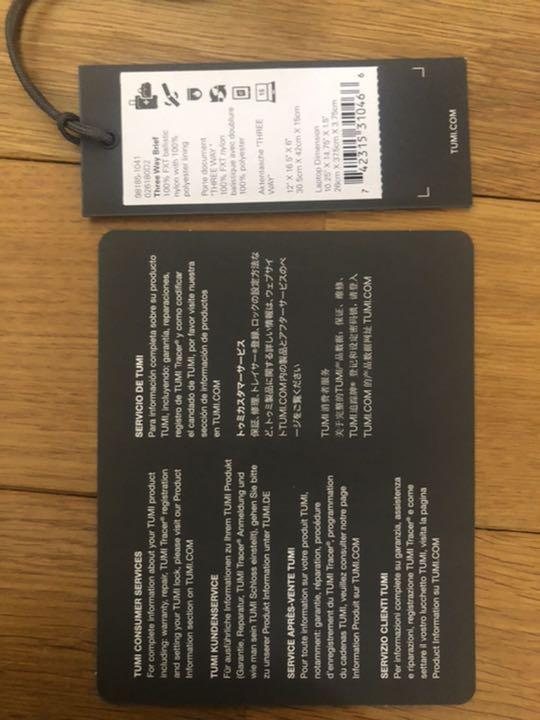 98185-1041
026180D2
Three Way Brief
100% FXT ballistic
nylon with 100%
polyester lining
Porte document
"THREE WAY"
100% FXT nylon
balistique avec doublure
100% polyester
Aktentasche "THREE
WAY"
12" X 16.5" X 6"
30.5cm X 42cm X 15cm
Laptop Dimension
10.25" X 14.75" X 1.5"
26cm X 37.5cm X 3.75cm
15
7 42315 31046 6
TUMI.COM
TUMI CONSUMER SERVICES
For complete information about your TUMI product
including: warranty, repair, TUMI Tracer® registration
and setting your TUMI lock, please visit our Product
Information section on TUMI.COM
TUMI KUNDENSERVICE
Für ausführliche Informationen zu Ihrem TUMI Produkt
(Garantie, Reparatur, TUMI Tracer® Anmeldung und
wie man sein TUMI Schloss einstellt), gehen Sie bitte
zu unserer Produkt Information unter TUMI.DE
SERVICE APRÈS-VENTE TUMI
Pour toute information sur votre produit TUMI,
notamment: garantie, réparation, procédure
d'enregistrement du TUMI Tracer®, programmation
du cadenas TUMI, veuillez consulter notre page
Information Produit sur TUMI.COM
SERVIZIO CLIENTI TUMI
Per informazioni complete su garanzia, assistenza
e riparazioni, registrazione TUMI Tracer® e come
settare il vostro lucchetto TUMI, visita la pagina
Product Information su TUMI.COM
SERVICIO DE TUMI
Para información completa sobre su producto
TUMI, incluyendo: garantía, reparaciones,
registro de TUMI Tracer® y como codificar
el candado de TUMI, por favor visite nuestra
sección de información de productos
en TUMI.COM
トゥミカスタマーサービス
保証、修理、トレイサー®登録、ロックの設定方法な
ど、トゥミ製品に関する詳しい情報は、ウェブサイ
トTUMI.COM内の製品とアフターサービスのペ
ージをご覧ください
TUMI 消费者服务
关于完整的TUMI产品数据：保证、维修、
TUMI追踪牌® 登记和设定密码锁，请登入
TUMI.COM 的产品数据网址 TUMI.COM